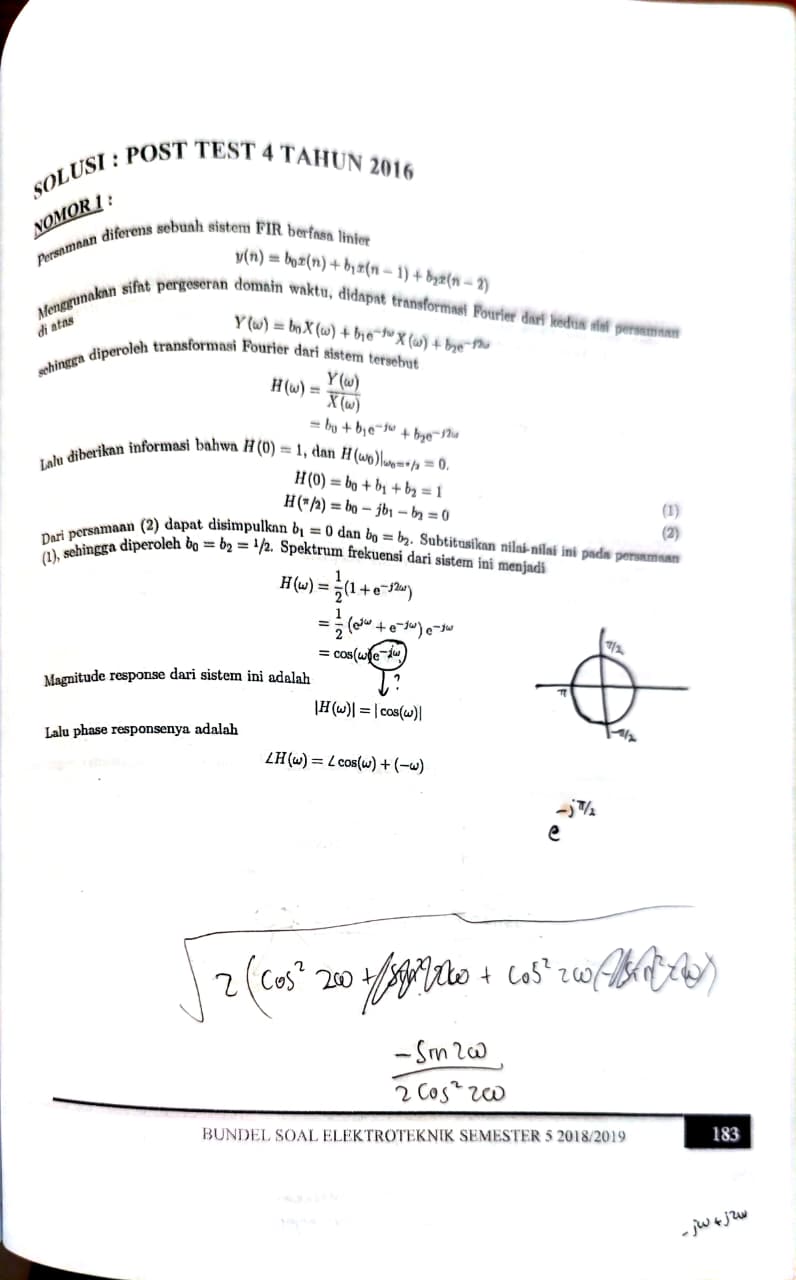 SOLUSI : POST TEST 4 TAHUN 2016
NOMOR 1 :
Persamaan diferens sebuah sistem FIR berfasa linier
y(n) = b₀x(n) + b₁x(n − 1) + b₂x(n − 2)
Menggunakan sifat pergeseran domain waktu, didapat transformasi Fourier dari kedua sisi persamaan
di atas
Y(ω) = b₀X(ω) + b₁e^−jω X(ω) + b₂e^−j2ω
sehingga diperoleh transformasi Fourier dari sistem tersebut
H(ω) = Y(ω)/X(ω)
= b₀ + b₁e^−jω + b₂e^−j2ω
Lalu diberikan informasi bahwa H(0) = 1, dan H(ω₀)|ω₀=π/2 = 0.
H(0) = b₀ + b₁ + b₂ = 1 (1)
H(π/2) = b₀ − jb₁ − b₂ = 0 (2)
Dari persamaan (2) dapat disimpulkan b₁ = 0 dan b₀ = b₂. Subtitusikan nilai-nilai ini pada persamaan
(1), sehingga diperoleh b₀ = b₂ = 1/2. Spektrum frekuensi dari sistem ini menjadi
H(ω) = 1/2 (1 + e^−j2ω)
= 1/2 (e^jω + e^−jω) e^−jω
= cos(ω)e^−jω
?
π/2
π
−π/2
Magnitude response dari sistem ini adalah
|H(ω)| = | cos(ω)|
Lalu phase responsenya adalah
∠H(ω) = ∠ cos(ω) + (−ω)
e^−jπ/2
√2(cos² 2ω + + cos² 2ω
−Sin 2ω
2 Cos² 2ω
BUNDEL SOAL ELEKTROTEKNIK SEMESTER 5 2018/2019 183
−jω + j2ω